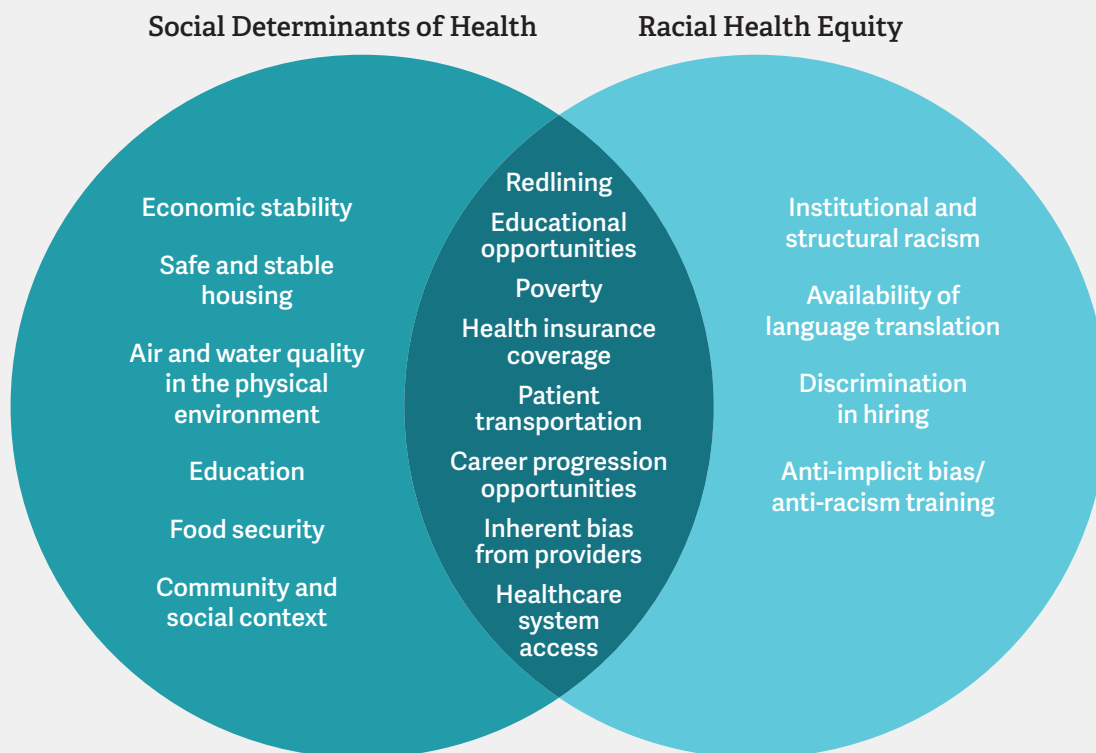 Social Determinants of Health
Racial Health Equity
Economic stability
Safe and stable
housing
Air and water quality
in the physical
environment
Education
Food security
Community and
social context
Redlining
Educational
opportunities
Poverty
Health insurance
coverage
Patient
transportation
Career progression
opportunities
Inherent bias
from providers
Healthcare
system
access
Institutional and
structural racism
Availability of
language translation
Discrimination
in hiring
Anti-implicit bias/
anti-racism training